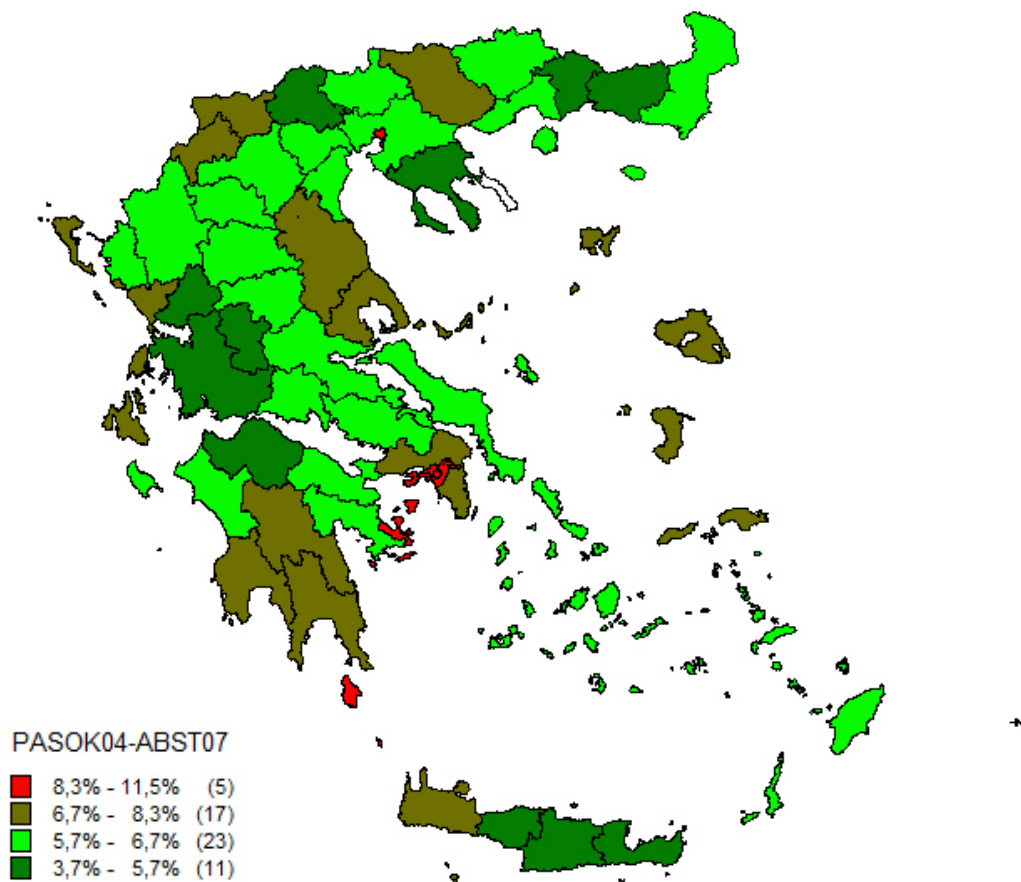 PASOK04-ABST07
8,3% - 11,5% (5)
6,7% - 8,3% (17)
5,7% - 6,7% (23)
3,7% - 5,7% (11)